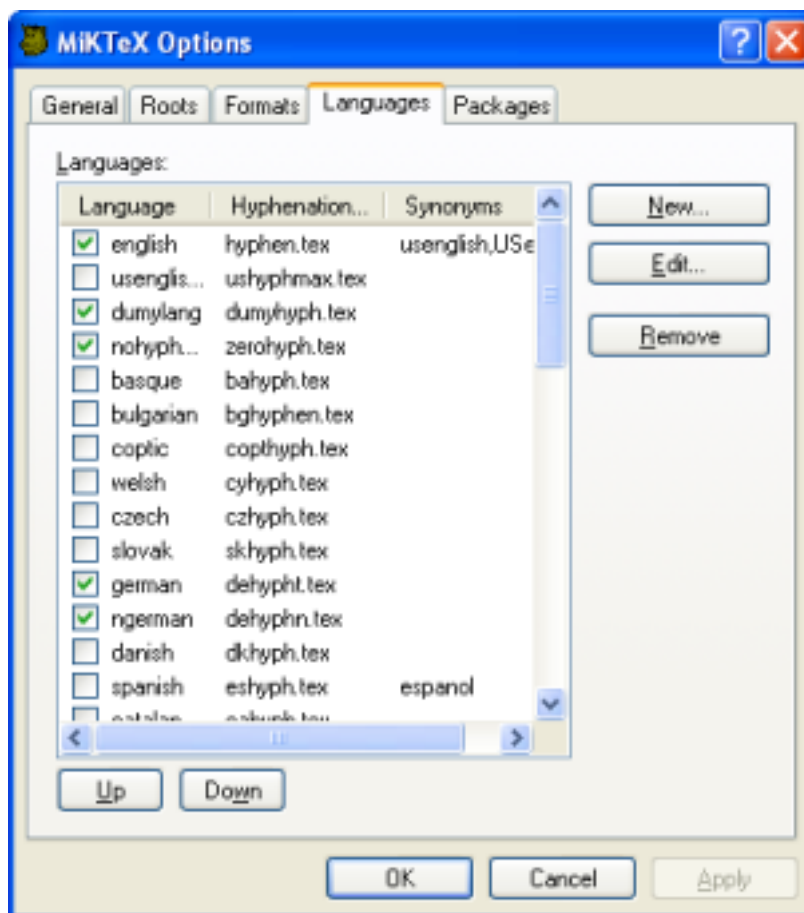 MiKTeX Options
General Roots Formats Languages Packages
Languages:
Language Hyphenation... Synonyms
english hyphen.tex usenglish,USe
usenglis... ushyphmax.tex
dumylang dumyhyph.tex
nohyph... zerohyph.tex
basque bahyph.tex
bulgarian bghyphen.tex
coptic copthyph.tex
welsh cyhyph.tex
czech czhyph.tex
slovak skhyph.tex
german dehypht.tex
ngerman dehyphn.tex
danish dkhyph.tex
spanish eshyph.tex espanol
catalan
New...
Edit...
Remove
Up Down
OK Cancel Apply